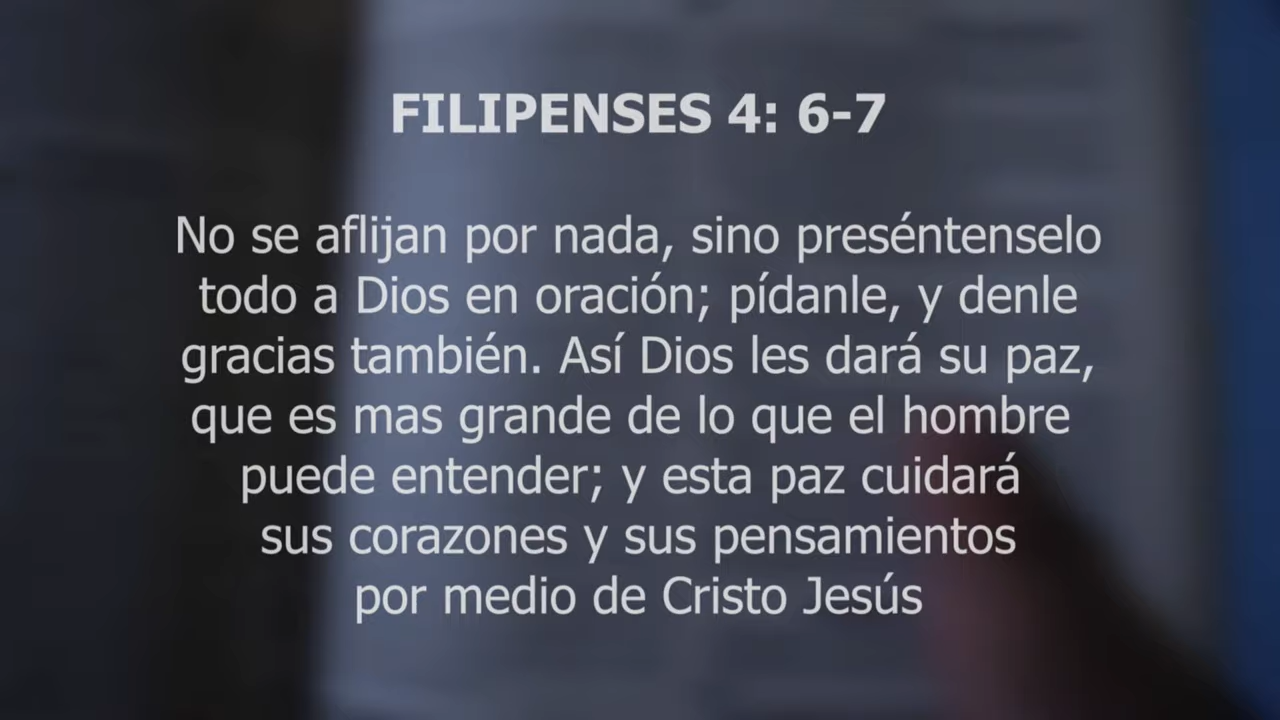 FILIPENSES 4: 6-7
No se aflijan por nada, sino preséntenselo
todo a Dios en oración; pídanle, y denle
gracias también. Así Dios les dará su paz,
que es mas grande de lo que el hombre
puede entender; y esta paz cuidará
sus corazones y sus pensamientos
por medio de Cristo Jesús